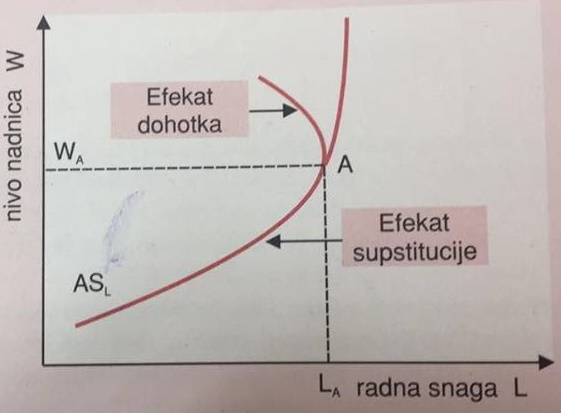 nivo nadnica W
Efekat
dohotka
W_A
A
Efekat
supstitucije
AS_L
L_A radna snaga L